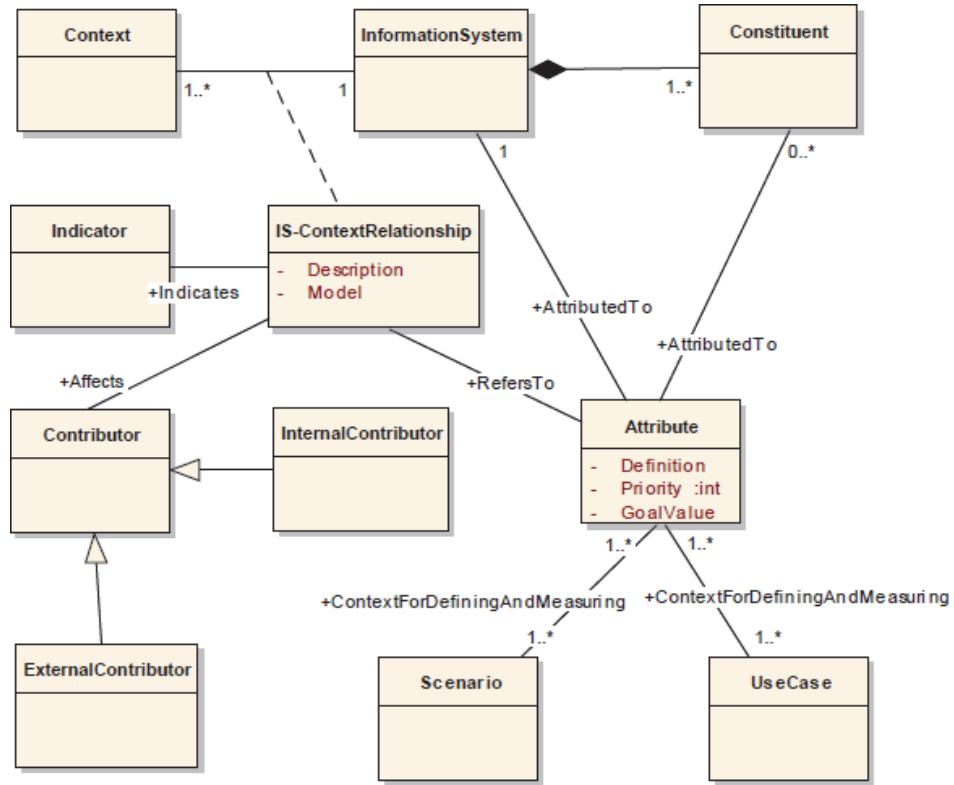 Context
InformationSystem
Constituent
1..*
1
1..*
1
0..*
Indicator
IS-ContextRelationship
- Description
- Model
+Indicates
+AttributedTo
+AttributedTo
+Affects
+RefersTo
Contributor
InternalContributor
Attribute
- Definition
- Priority :int
- GoalValue
1..*
1..*
+ContextForDefiningAndMeasuring
+ContextForDefiningAndMeasuring
1..*
1..*
ExternalContributor
Scenario
UseCase